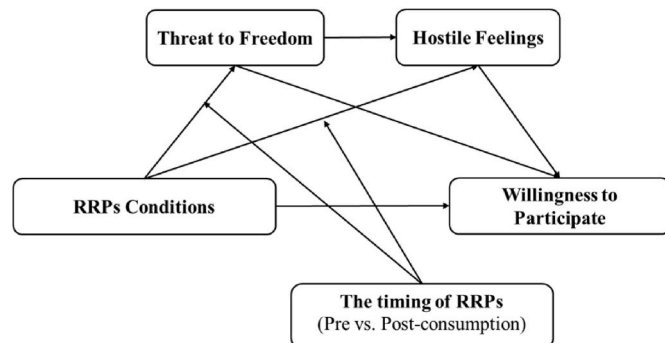 Threat to Freedom
Hostile Feelings
RRPs Conditions
Willingness to
Participate
The timing of RRPs
(Pre vs. Post-consumption)